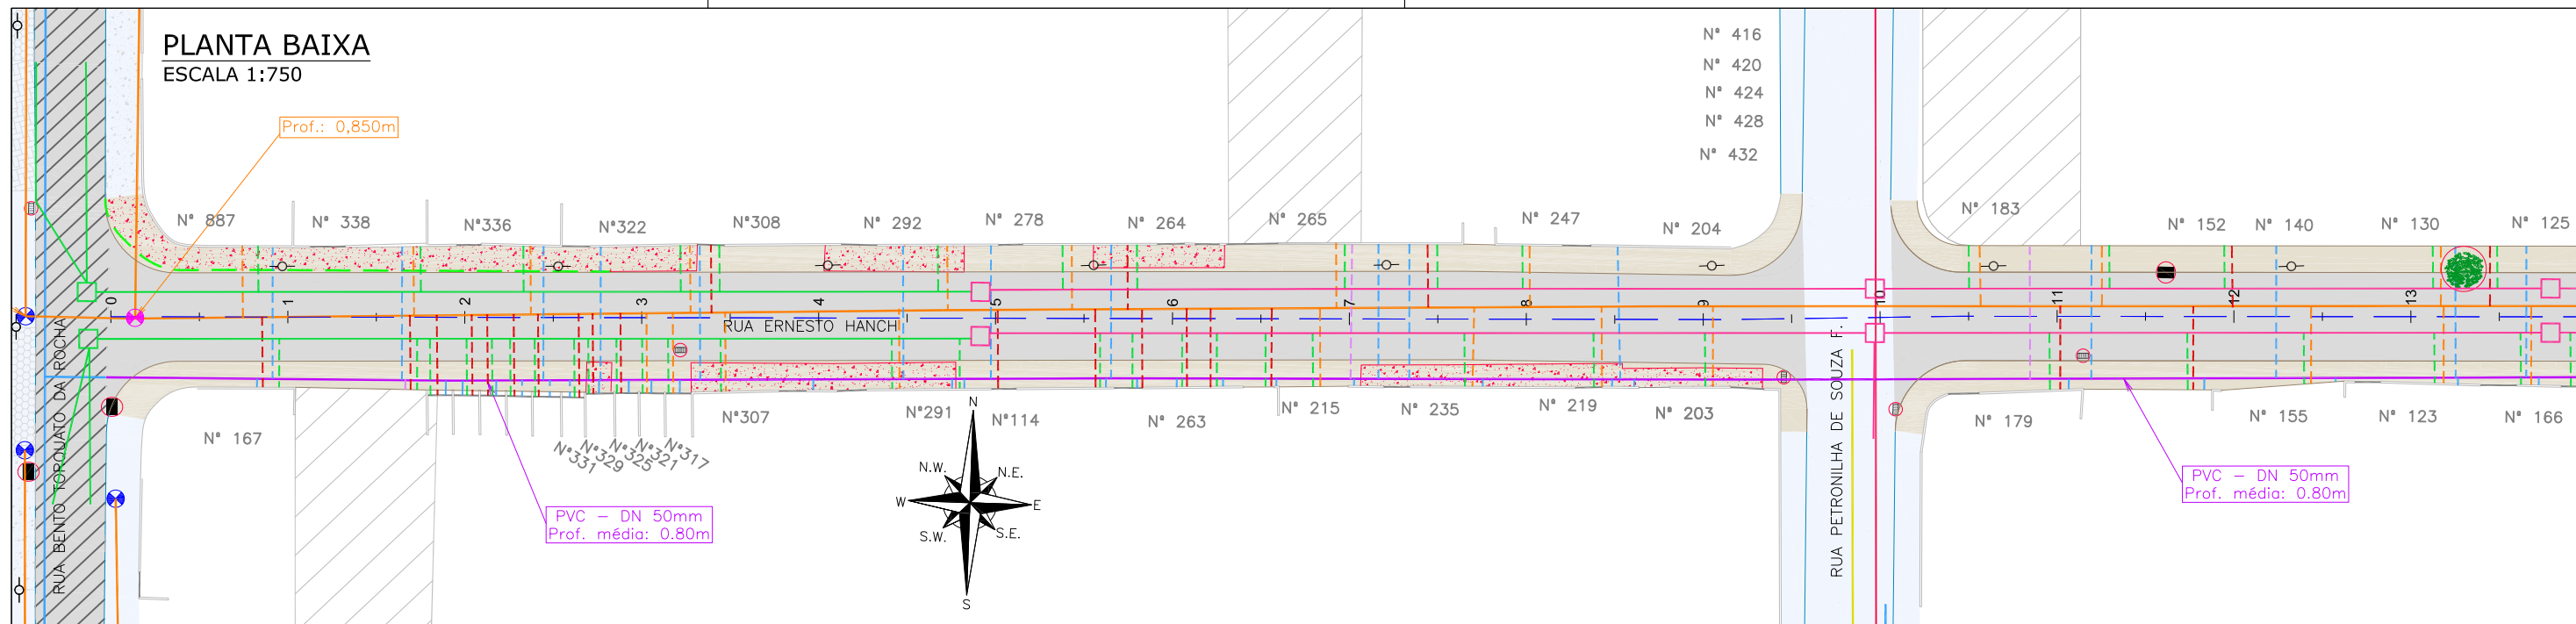 PLANTA BAIXA
ESCALA 1:750
Prof.: 0,850m
N° 416
N° 420
N° 424
N° 428
N° 432
N° 887
N° 338
N°336
N°322
N°308
N° 292
N° 278
N° 264
N° 265
N° 247
N° 204
N° 183
N° 152
N° 140
N° 130
N° 125
0
1
2
3
4
5
6
7
8
9
10
11
12
13
RUA ERNESTO HANCH
RUA BENTO TORQUATO DA ROCHA
RUA PETRONILHA DE SOUZA F.
N° 167
N°331
N°329
N°325
N°321
N°317
N°307
N°291
N°114
N° 263
N° 215
N° 235
N° 219
N° 203
N° 179
N° 155
N° 123
N° 166
PVC – DN 50mm
Prof. média: 0.80m
N
N.W.
N.E.
W
E
S.W.
S.E.
S
PVC – DN 50mm
Prof. média: 0.80m